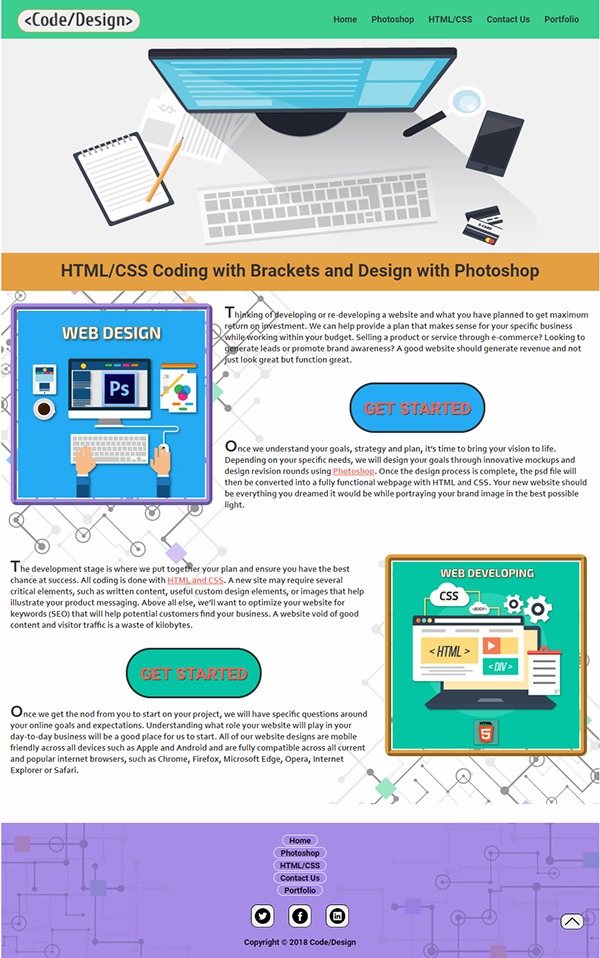 <Code/Design>
Home Photoshop HTML/CSS Contact Us Portfolio
E-CARD
HTML/CSS Coding with Brackets and Design with Photoshop
WEB DESIGN
Ps
Thinking of developing or re-developing a website and what you have planned to get maximum
return on investment. We can help provide a plan that makes sense for your specific business
while working within your budget. Selling a product or service through e-commerce? Looking to
generate leads or promote brand awareness? A good website should generate revenue and not
just look great but function great.
GET STARTED
Once we understand your goals, strategy and plan, it's time to bring your vision to life.
Depending on your specific needs, we will design your goals through innovative mockups and
design revision rounds using Photoshop. Once the design process is complete, the psd file will
then be converted into a fully functional webpage with HTML and CSS. Your new website should
be everything you dreamed it would be while portraying your brand image in the best possible
light.
The development stage is where we put together your plan and ensure you have the best
chance at success. All coding is done with HTML and CSS. A new site may require several
critical elements, such as written content, useful custom design elements, or images that help
illustrate your product messaging. Above all else, we'll want to optimize your website for
keywords (SEO) that will help potential customers find your business. A website void of good
content and visitor traffic is a waste of kilobytes.
GET STARTED
Once we get the nod from you to start on your project, we will have specific questions around
your online goals and expectations. Understanding what role your website will play in your
day-to-day business will be a good place for us to start. All of our website designs are mobile
friendly across all devices such as Apple and Android and are fully compatible across all current
and popular internet browsers, such as Chrome, Firefox, Microsoft Edge, Opera, Internet
Explorer or Safari.
WEB DEVELOPING
CSS
<BODY>
< HTML >
< DIV >
HTML
5
Home
Photoshop
HTML/CSS
Contact Us
Portfolio
in
Copyright © 2018 Code/Design